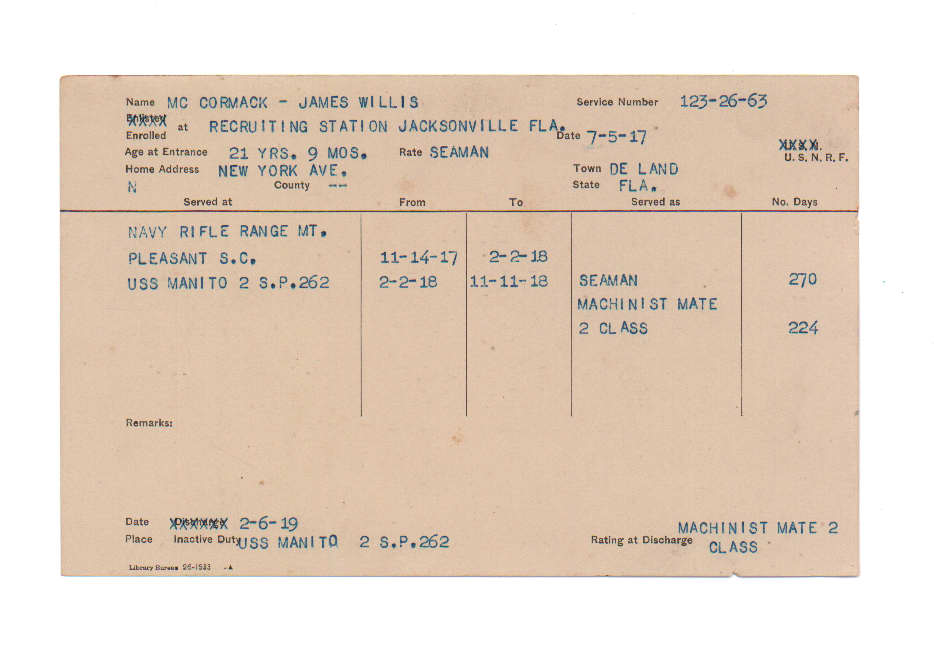 Name MC CORMACK - JAMES WILLIS Service Number 123-26-63
Enlisted
Enrolled at RECRUITING STATION JACKSONVILLE FLA. Date 7-5-17
U. S. N.
U. S. N. R. F.
Age at Entrance 21 YRS. 9 MOS. Rate SEAMAN
Home Address NEW YORK AVE. Town DE LAND
N County -- State FLA.
Served at From To Served as No. Days
NAVY RIFLE RANGE MT.
PLEASANT S.C. 11-14-17 2-2-18
USS MANITO 2 S.P.262 2-2-18 11-11-18 SEAMAN 270
MACHINIST MATE
2 CLASS 224
Remarks:
Date Discharge 2-6-19
Place Inactive Duty USS MANITO 2 S.P.262 Rating at Discharge MACHINIST MATE 2
CLASS
Library Bureau 26-1533 -A